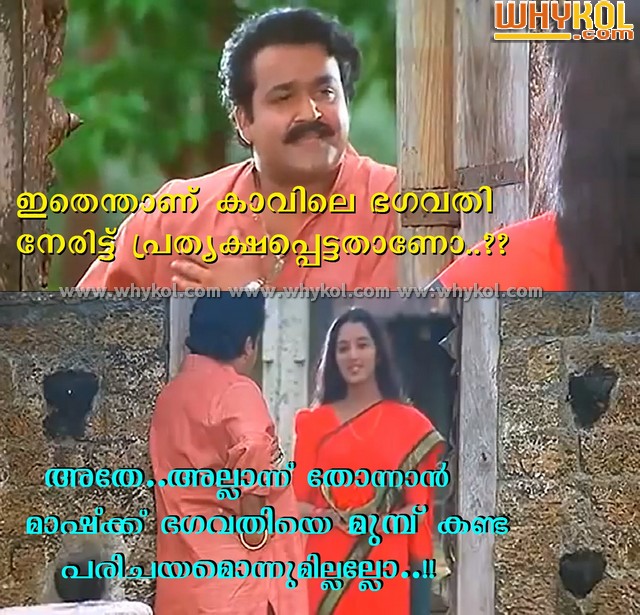 WHYKOL
.com
ഇതെന്താണ് കാവിലെ ഭഗവതി
നേരിട്ട് പ്രത്യക്ഷപ്പെട്ടതാണോ..??
www.whykol.com www.whykol.com www.whykol.com
അതേ..അല്ലാന്ന് തോന്നാൻ
മാഷ്ക്ക് ഭഗവതിയെ മുമ്പ് കണ്ട
പരിചയമൊന്നുമില്ലല്ലോ..!!